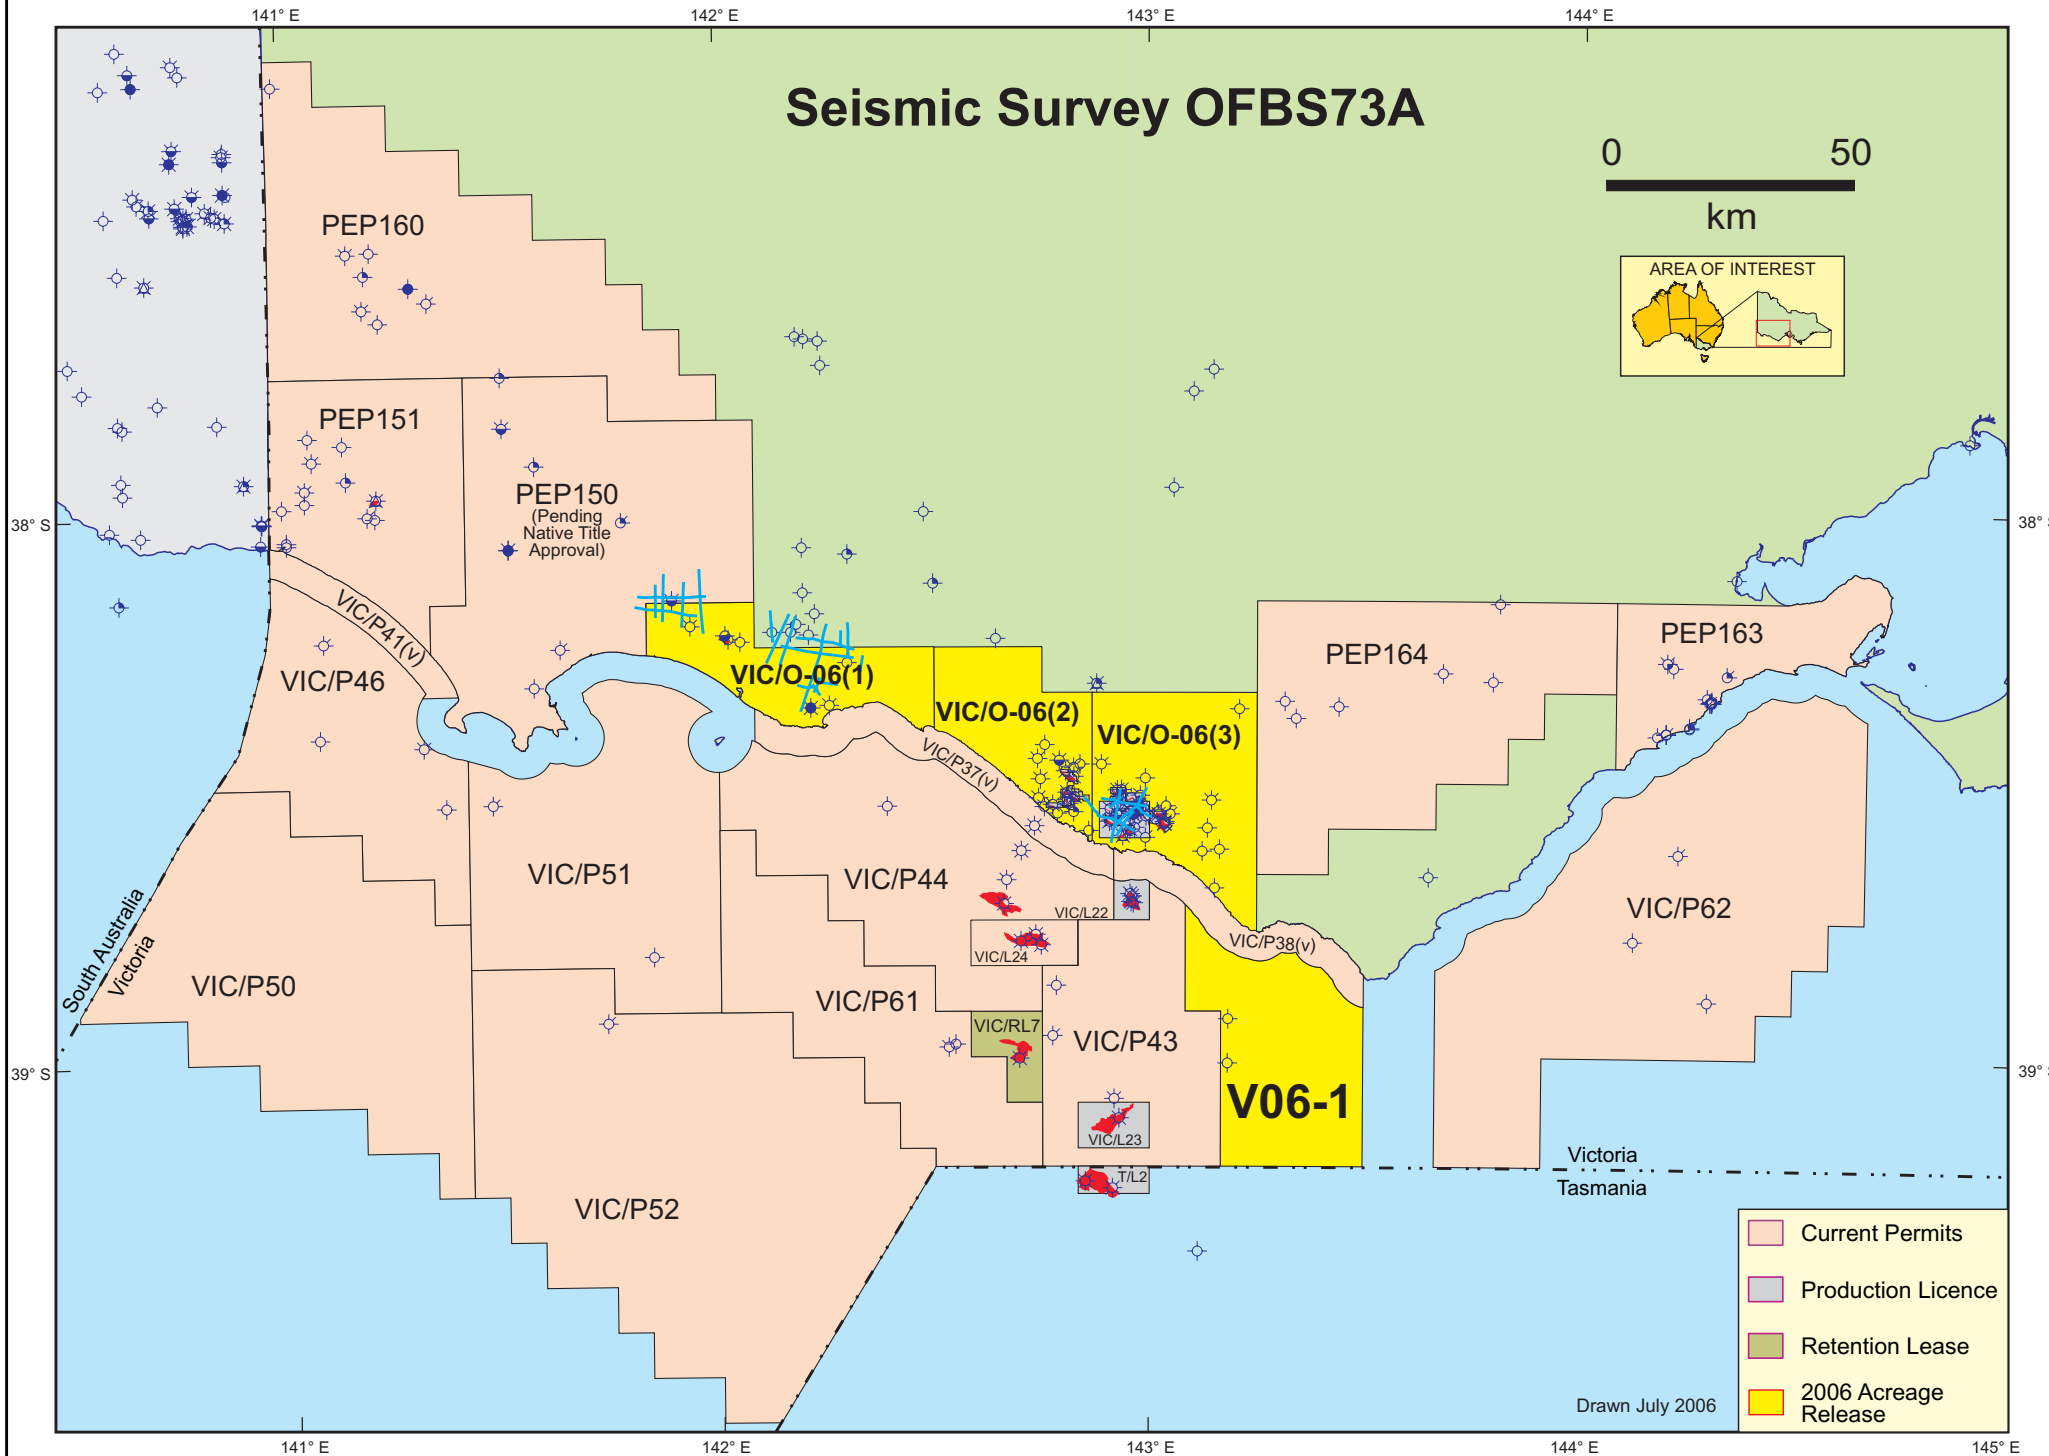 141° E
142° E
143° E
144° E
Seismic Survey OFBS73A
0
50
km
AREA OF INTEREST
PEP160
PEP151
PEP150
(Pending
Native Title
Approval)
38° S
38° S
VIC/P41(v)
VIC/P46
VIC/O-06(1)
VIC/O-06(2)
VIC/O-06(3)
PEP164
PEP163
VIC/P37(v)
VIC/P51
VIC/P44
VIC/L22
VIC/P62
VIC/P38(v)
VIC/L24
South Australia
Victoria
VIC/P50
VIC/P61
VIC/RL7
VIC/P43
39° S
39° S
V06-1
VIC/L23
T/L2
Victoria
Tasmania
VIC/P52
Current Permits
Production Licence
Retention Lease
2006 Acreage
Release
Drawn July 2006
141° E
142° E
143° E
144° E
145° E